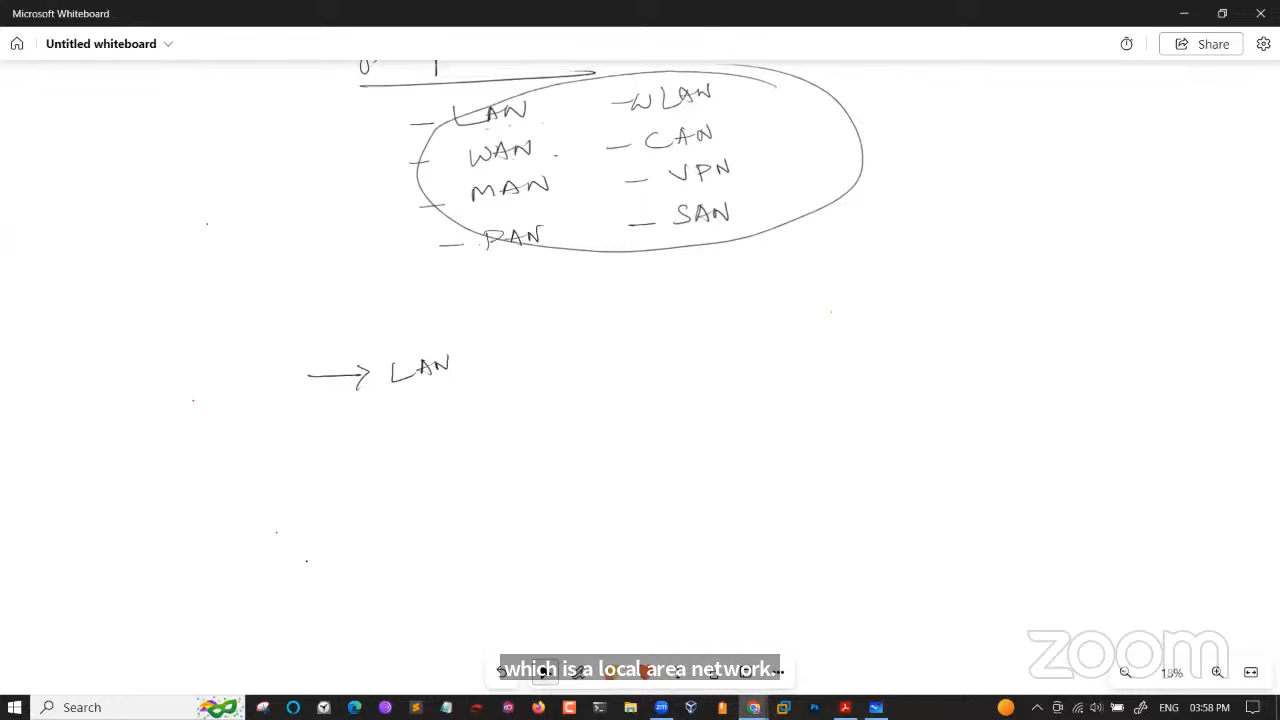 Microsoft Whiteboard
Untitled whiteboard
Share
- LAN
- WAN
- MAN
- PAN
- WLAN
- CAN
- VPN
- SAN
→ LAN
which is a local area network.
zoom
18%
Search
ENG
03:58 PM